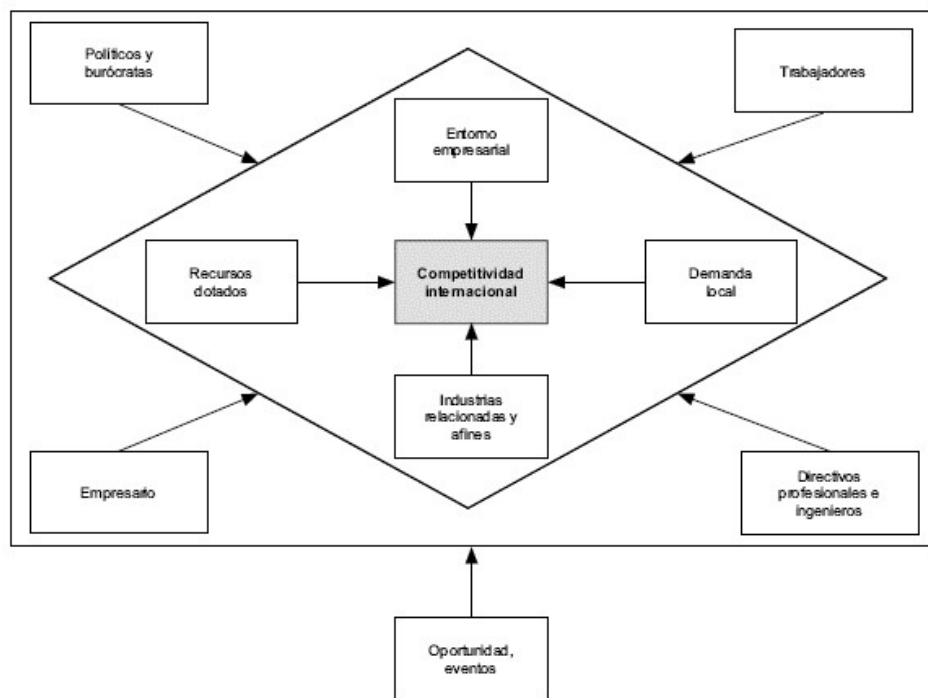 Políticos y
burócratas
Trabajadores
Entorno
empresarial
Recursos
dotados
Competitividad
internacional
Demanda
local
Industrias
relacionadas y
afines
Empresario
Directivos
profesionales e
ingenieros
Oportunidad,
eventos